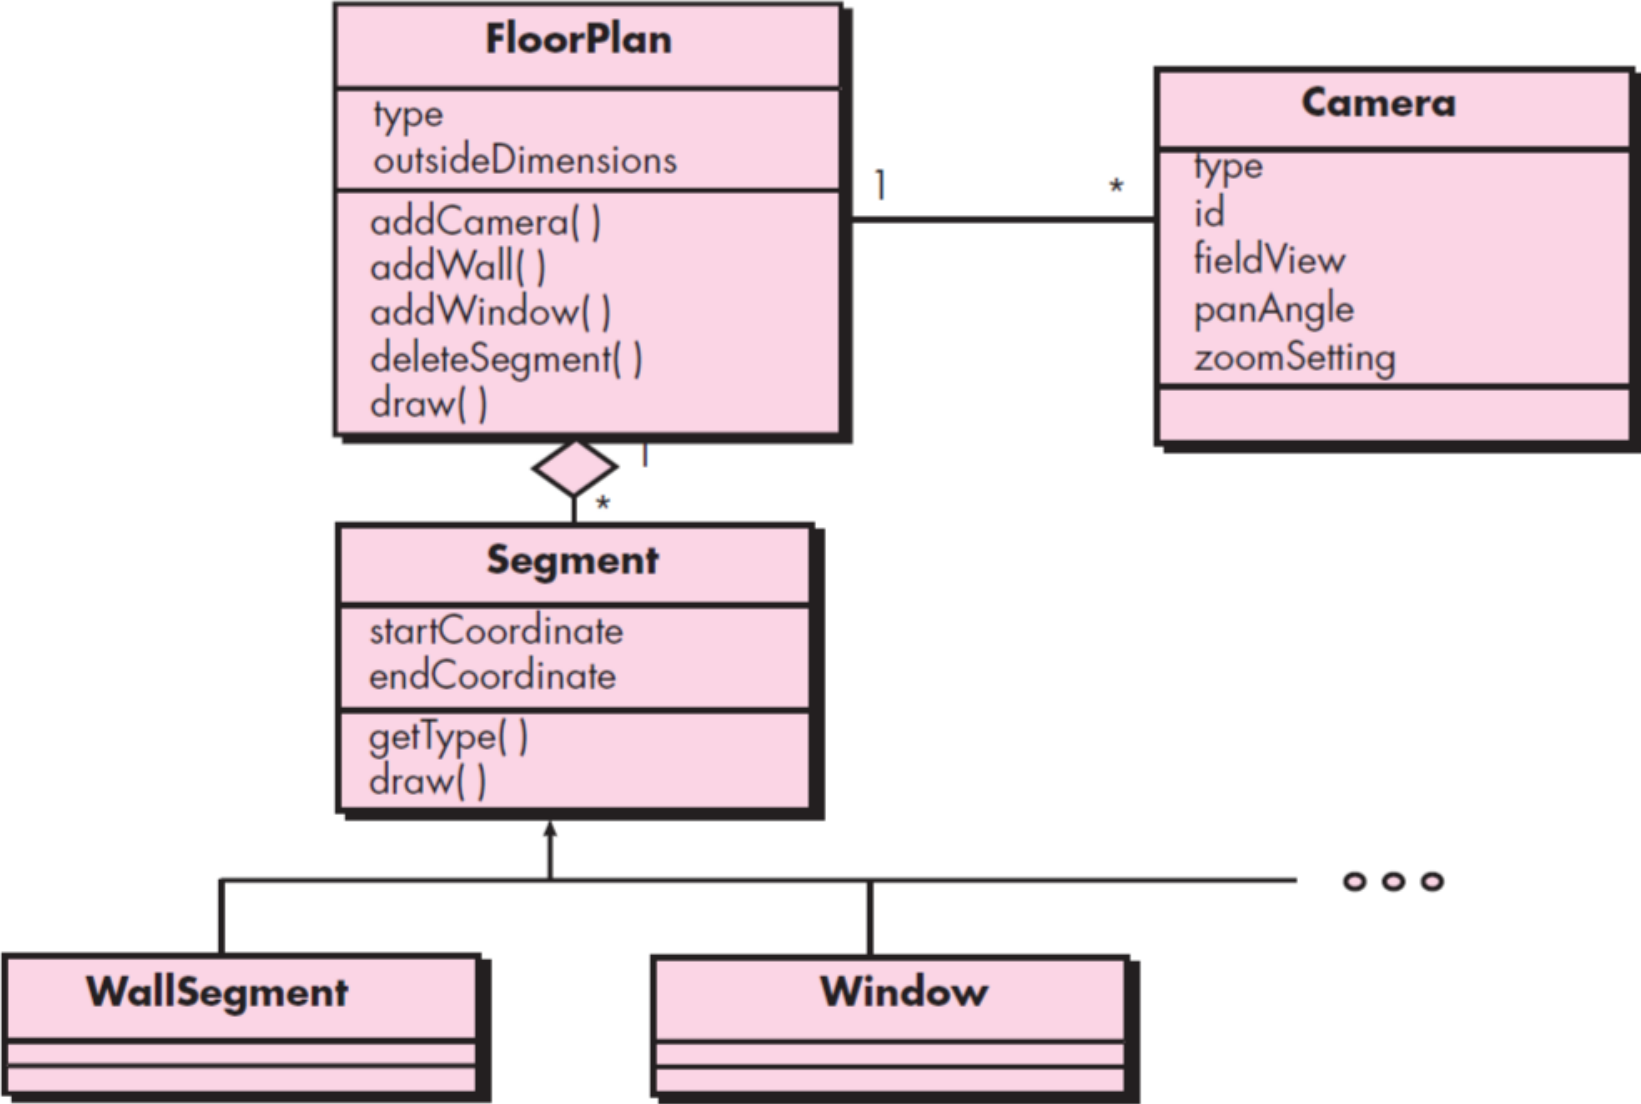 FloorPlan
type
outsideDimensions
addCamera( )
addWall( )
addWindow( )
deleteSegment( )
draw( )
1
*
Camera
type
id
fieldView
panAngle
zoomSetting
1
*
Segment
startCoordinate
endCoordinate
getType( )
draw( )
WallSegment
Window